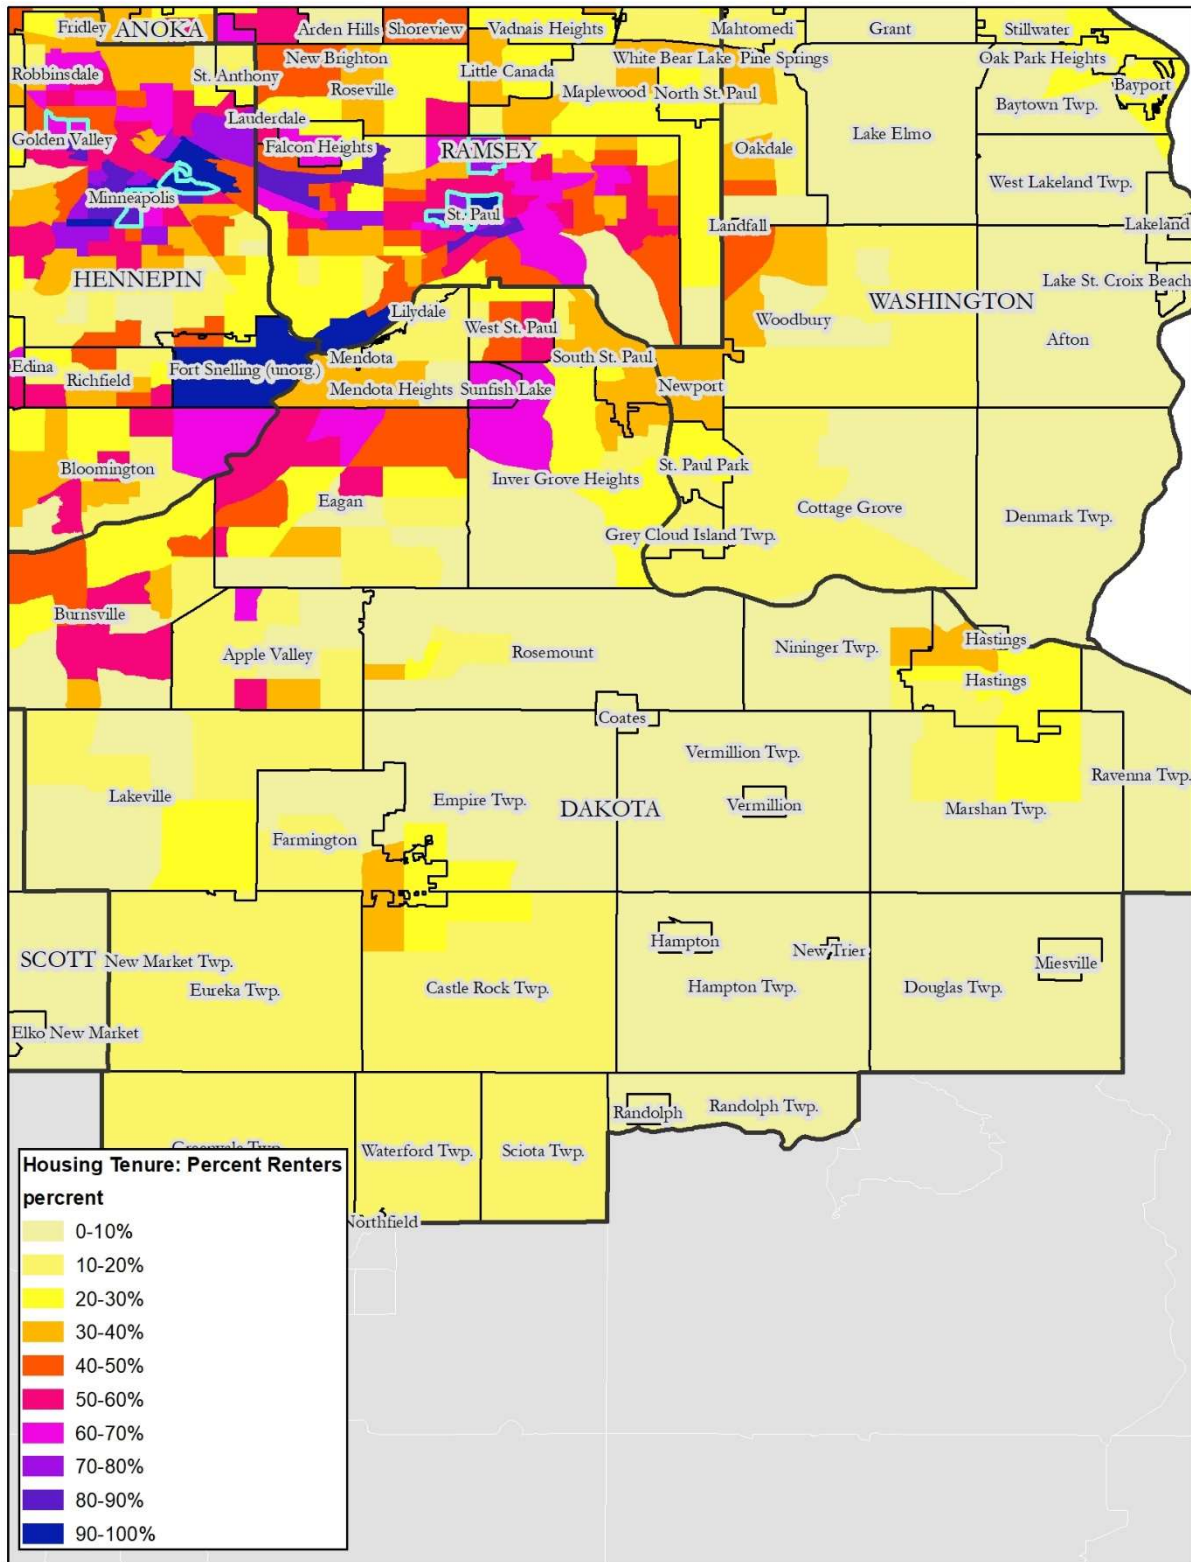 Fridley
ANOKA
Arden Hills
Shoreview
Vadnais Heights
Mahtomedi
Grant
Stillwater
New Brighton
White Bear Lake
Pine Springs
Oak Park Heights
Robbinsdale
St. Anthony
Little Canada
Roseville
Maplewood
North St. Paul
Bayport
Baytown Twp.
Lauderdale
Golden Valley
Falcon Heights
RAMSEY
Oakdale
Lake Elmo
West Lakeland Twp.
Minneapolis
St. Paul
Landfall
Lakeland
HENNEPIN
Lake St. Croix Beach
WASHINGTON
Lilydale
West St. Paul
Woodbury
Afton
Edina
Richfield
Fort Snelling (unorg.)
Mendota
South St. Paul
Mendota Heights
Sunfish Lake
Newport
Bloomington
St. Paul Park
Eagan
Inver Grove Heights
Cottage Grove
Denmark Twp.
Grey Cloud Island Twp.
Burnsville
Apple Valley
Rosemount
Nininger Twp.
Hastings
Hastings
Coates
Vermillion Twp.
Ravenna Twp.
Lakeville
Empire Twp.
DAKOTA
Vermillion
Marshan Twp.
Farmington
SCOTT
New Market Twp.
Eureka Twp.
Castle Rock Twp.
Hampton
New Trier
Hampton Twp.
Douglas Twp.
Miesville
Elko New Market
Randolph
Randolph Twp.
Greenvale Twp.
Waterford Twp.
Sciota Twp.
Northfield
Housing Tenure: Percent Renters
percrent
0-10%
10-20%
20-30%
30-40%
40-50%
50-60%
60-70%
70-80%
80-90%
90-100%